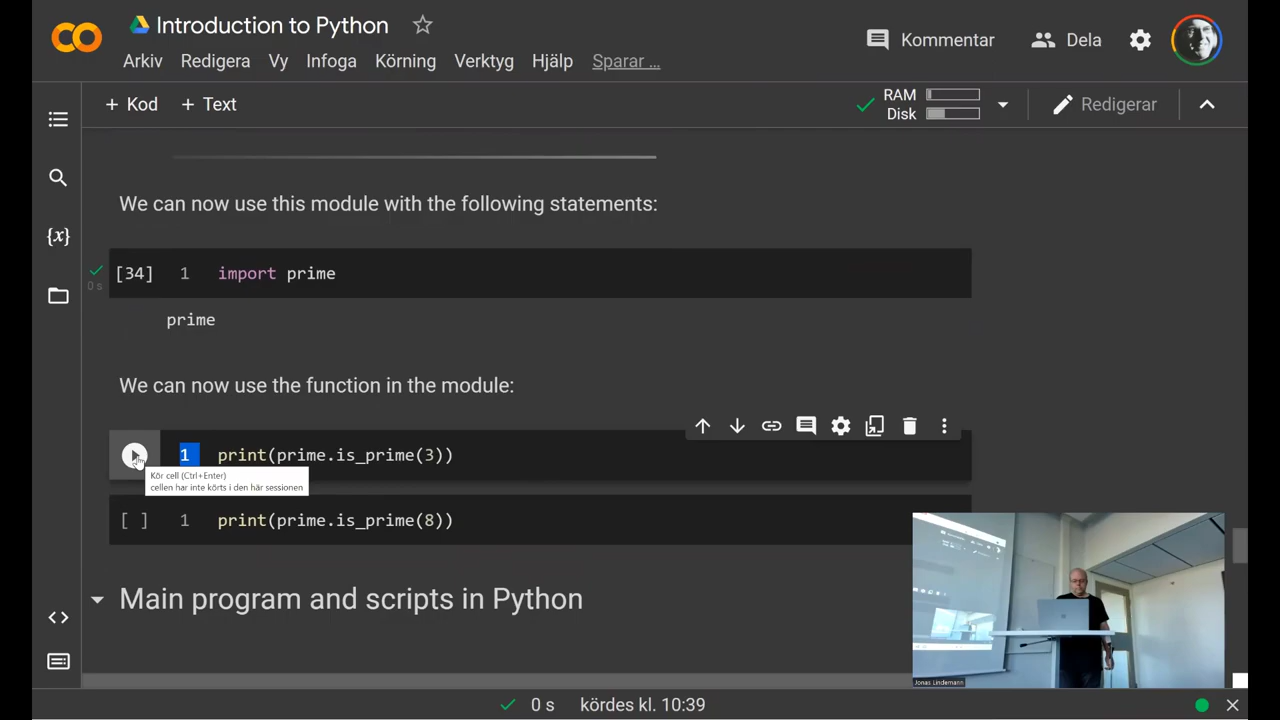 Introduction to Python
Arkiv Redigera Vy Infoga Körning Verktyg Hjälp Sparar ...
Kommentar Dela
+ Kod + Text
RAM
Disk
Redigerar
We can now use this module with the following statements:
[34] 1 import prime
0 s
prime
We can now use the function in the module:
1 print(prime.is_prime(3))
Kör cell (Ctrl+Enter)
cellen har inte körts i den här sessionen
[ ] 1 print(prime.is_prime(8))
Main program and scripts in Python
Jonas Lindemann
0 s kördes kl. 10:39